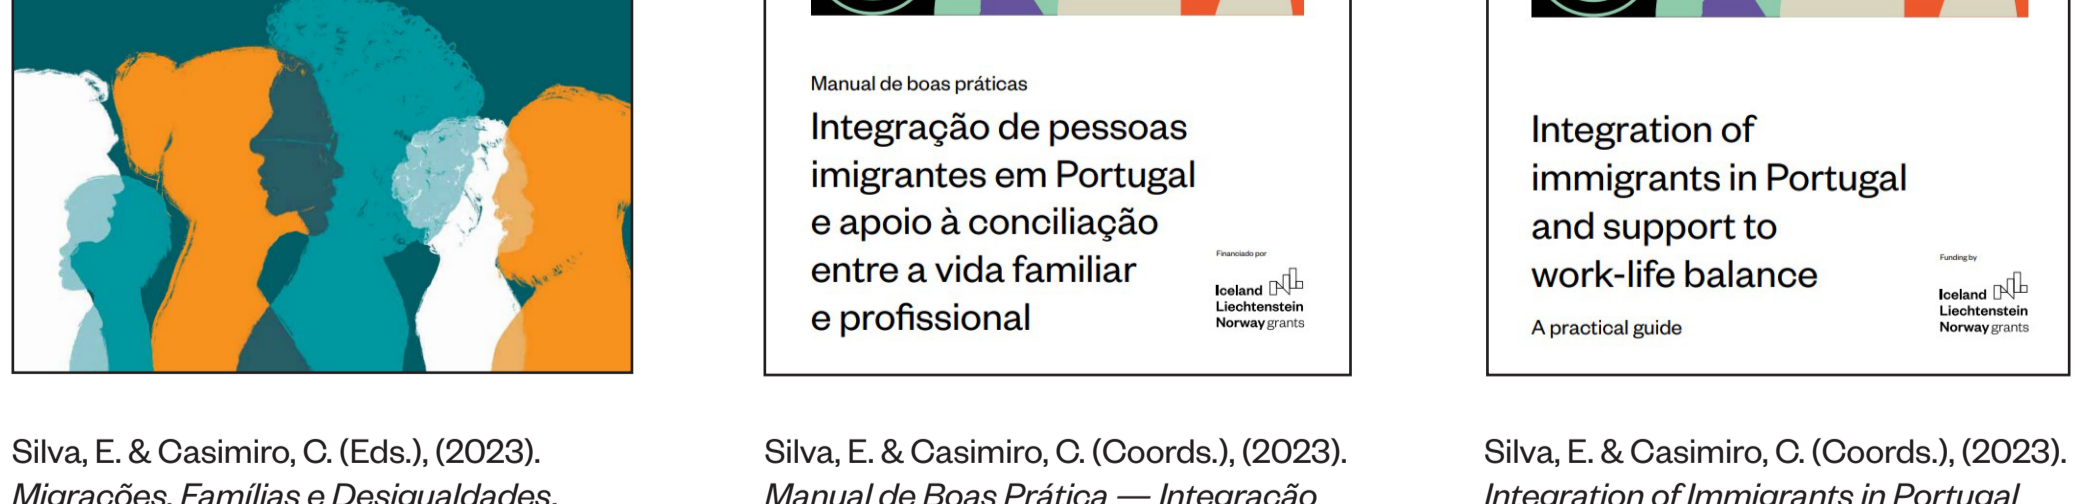 Manual de boas práticas
Integração de pessoas
imigrantes em Portugal
e apoio à conciliação
entre a vida familiar
e profissional
Financiado por
Iceland
Liechtenstein
Norway grants
Integration of
immigrants in Portugal
and support to
work-life balance
A practical guide
Funding by
Iceland
Liechtenstein
Norway grants
Silva, E. & Casimiro, C. (Eds.), (2023).
Migrações, Famílias e Desigualdades.
Silva, E. & Casimiro, C. (Coords.), (2023).
Manual de Boas Prática — Integração
Silva, E. & Casimiro, C. (Coords.), (2023).
Integration of Immigrants in Portugal